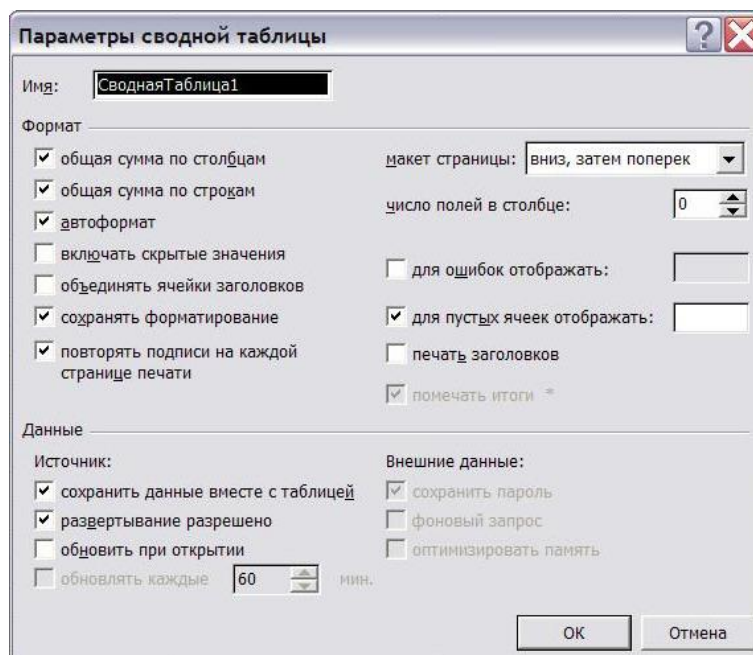 Параметры сводной таблицы
Имя: СводнаяТаблица1
Формат
общая сумма по столбцам
макет страницы: вниз, затем поперек
общая сумма по строкам
число полей в столбце: 0
автоформат
включать скрытые значения
для ошибок отображать:
объединять ячейки заголовков
сохранять форматирование
для пустых ячеек отображать:
повторять подписи на каждой
странице печати
печать заголовков
помечать итоги *
Данные
Источник:
Внешние данные:
сохранить данные вместе с таблицей
сохранить пароль
развертывание разрешено
фоновый запрос
обновить при открытии
оптимизировать память
обновлять каждые 60 мин.
ОК
Отмена